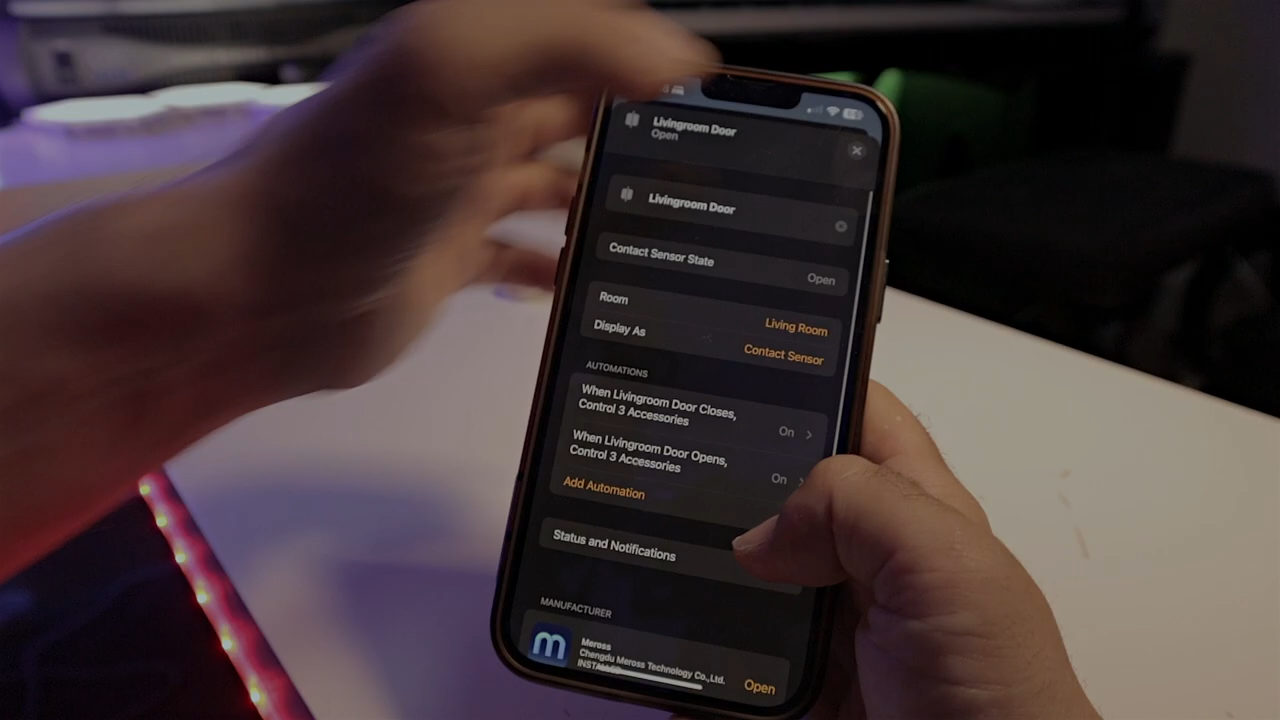 Livingroom Door
Open
Livingroom Door
Contact Sensor State
Open
Room
Living Room
Display As
Contact Sensor
AUTOMATIONS
When Livingroom Door Closes,
Control 3 Accessories
On
When Livingroom Door Opens,
Control 3 Accessories
On
Add Automation
Status and Notifications
MANUFACTURER
m
Meross
Chengdu Meross Technology Co.,Ltd.
Open